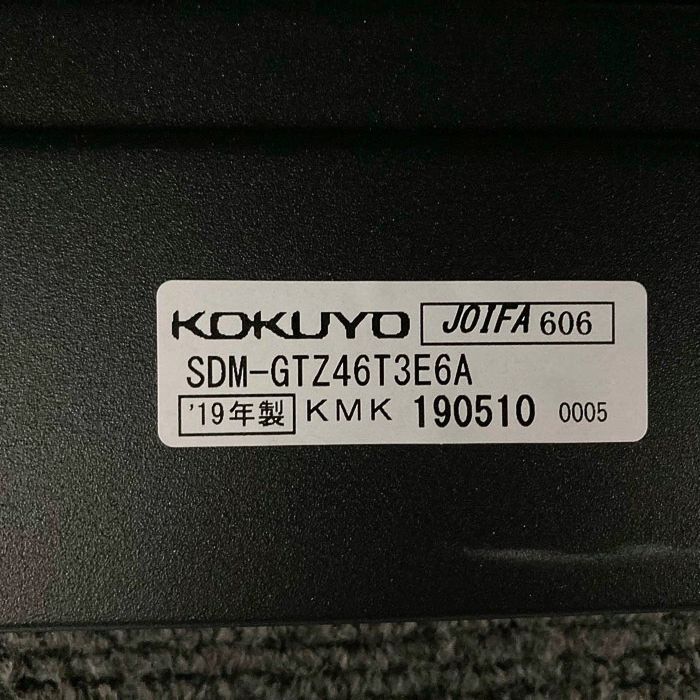 KOKUYO JOIFA 606
SDM-GTZ46T3E6A
'19年製 KMK 190510 0005